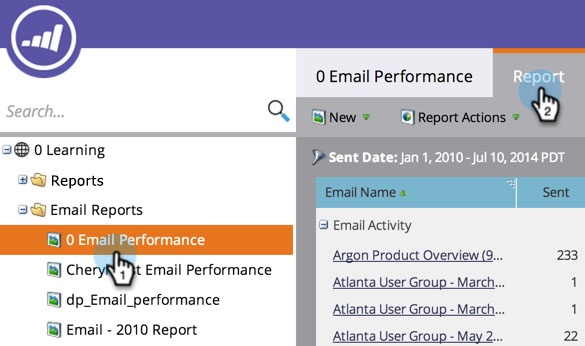 0 Email Performance
Report
Search...
New
Report Actions
0 Learning
Sent Date: Jan 1, 2010 - Jul 10, 2014 PDT
Reports
Email Name
Sent
Email Reports
Email Activity
0 Email Performance
Argon Product Overview (9... 233
1
2
Cheryl st Email Performance
Atlanta User Group - March... 1
dp_Email_performance
Atlanta User Group - March... 1
Email - 2010 Report
Atlanta User Group - May 2... 22